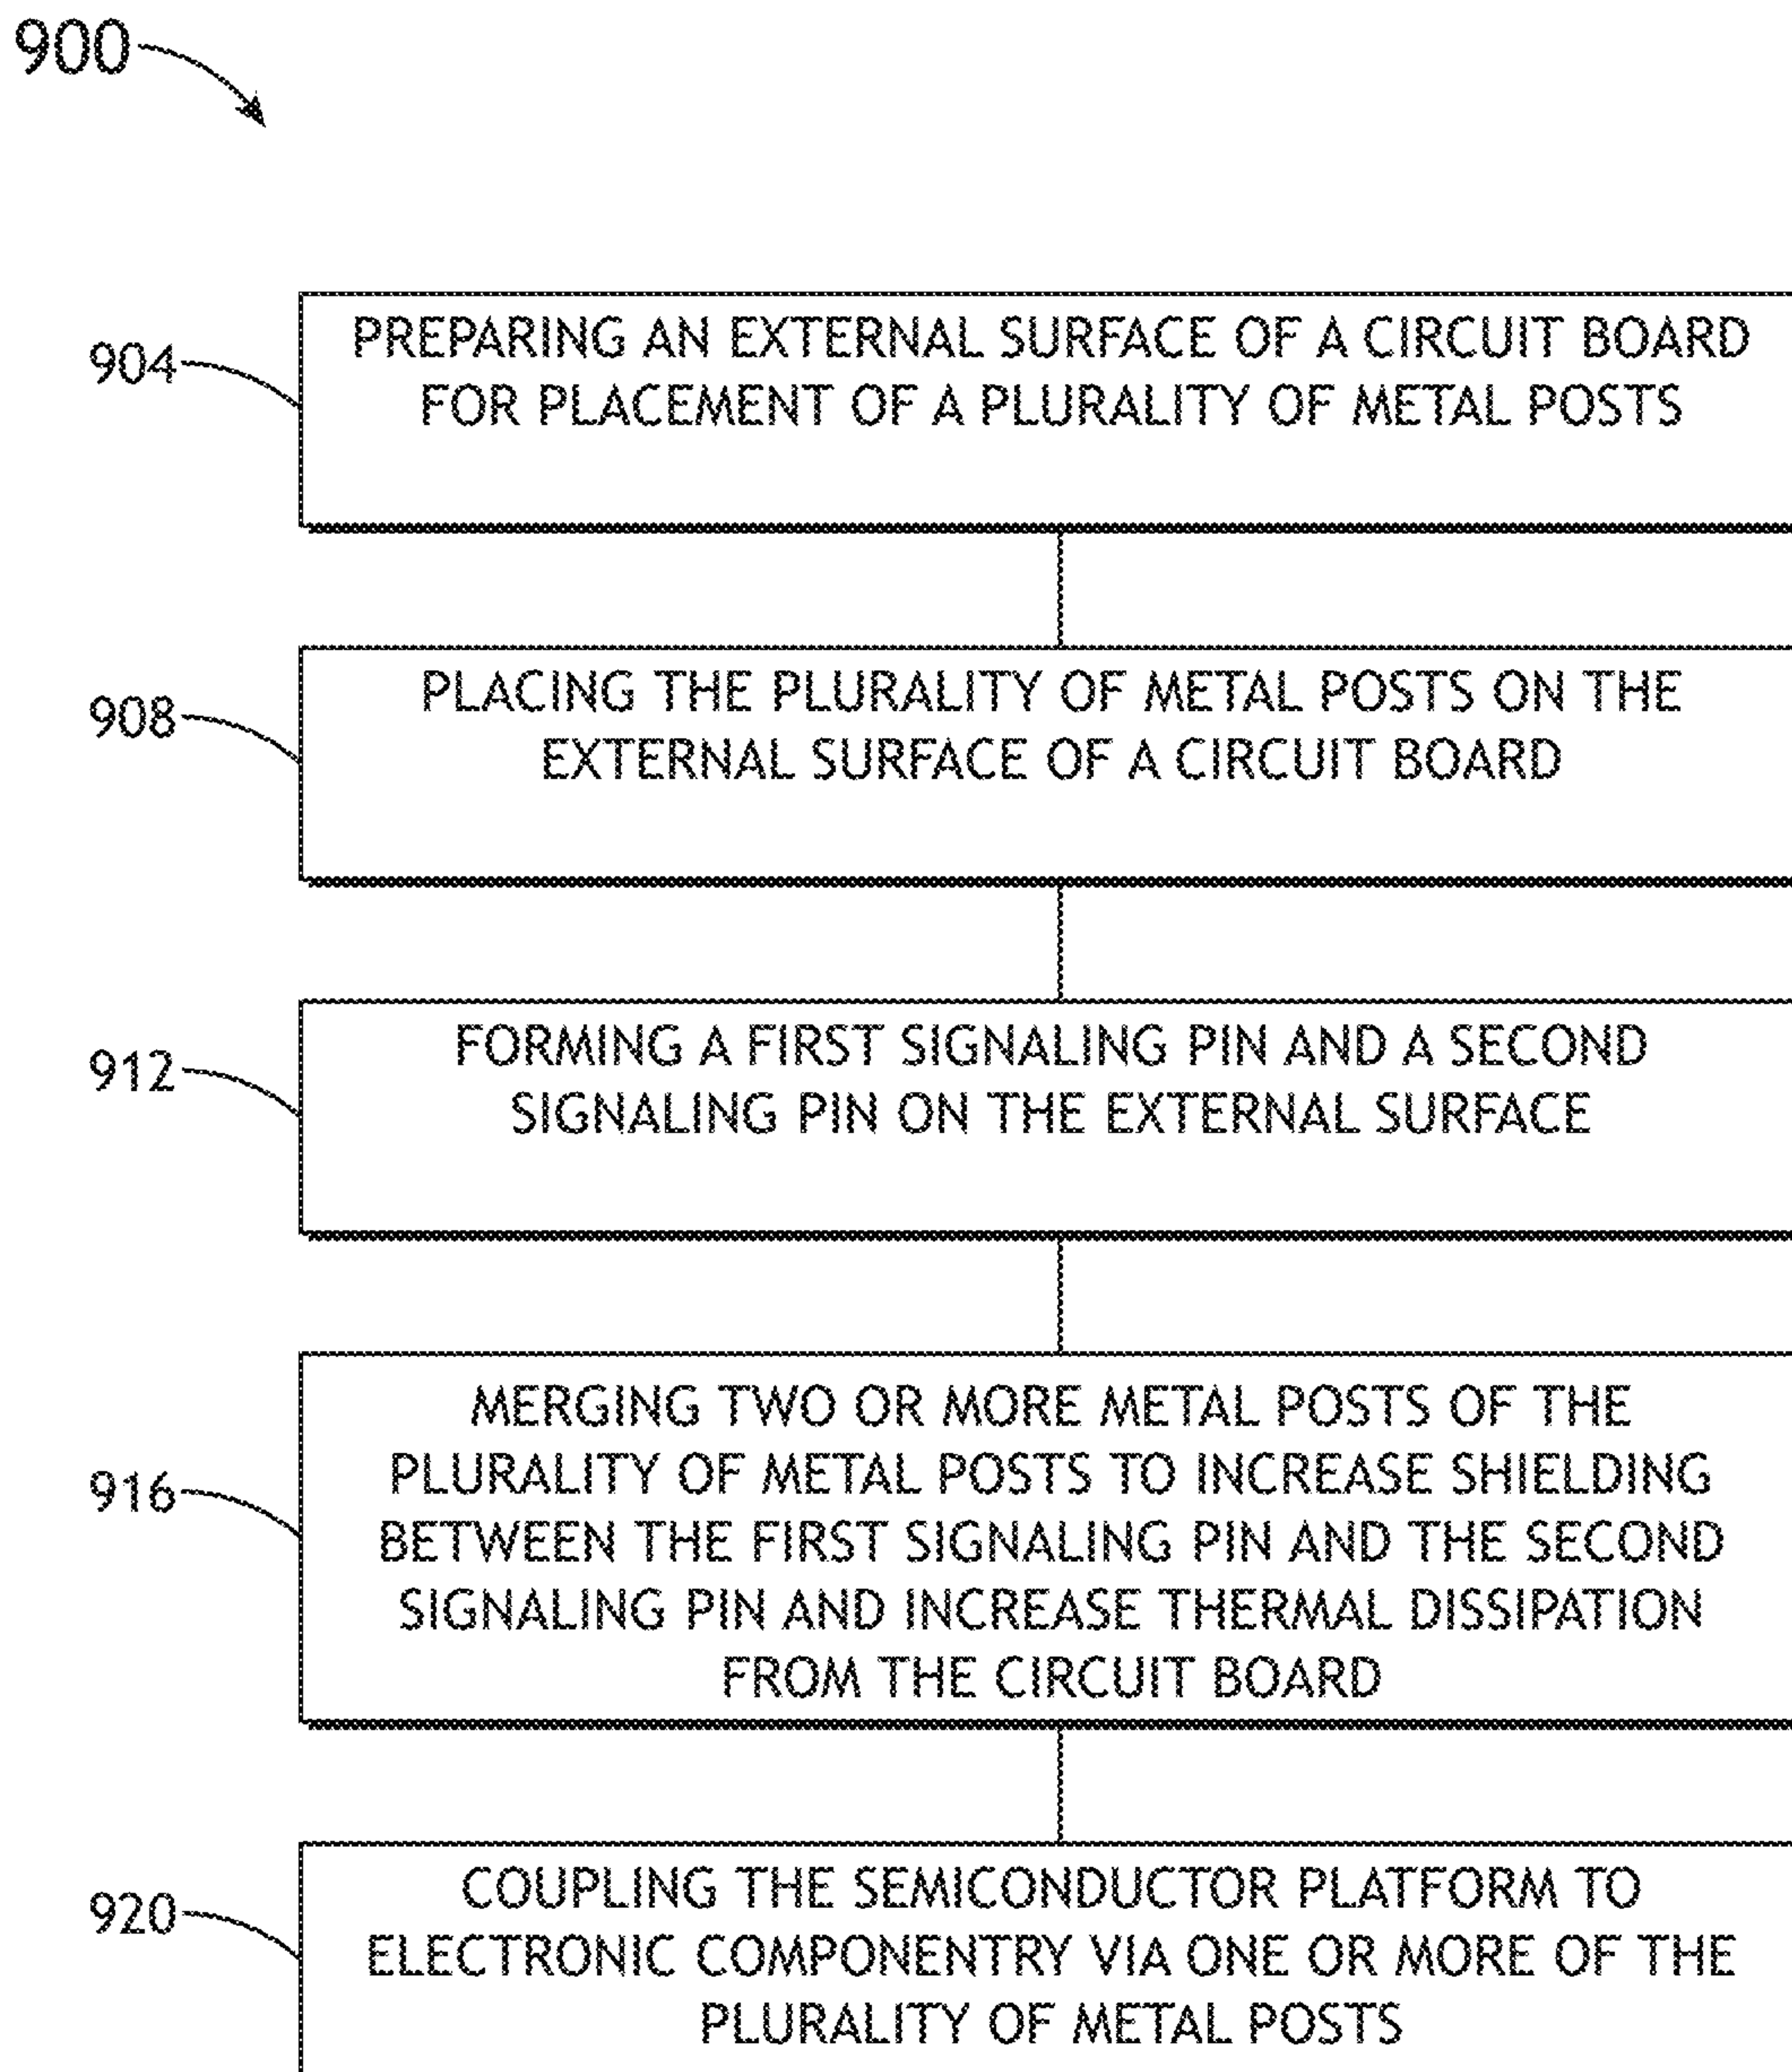 900
904
PREPARING AN EXTERNAL SURFACE OF A CIRCUIT BOARD
FOR PLACEMENT OF A PLURALITY OF METAL POSTS
908
PLACING THE PLURALITY OF METAL POSTS ON THE
EXTERNAL SURFACE OF A CIRCUIT BOARD
912
FORMING A FIRST SIGNALING PIN AND A SECOND
SIGNALING PIN ON THE EXTERNAL SURFACE
916
MERGING TWO OR MORE METAL POSTS OF THE
PLURALITY OF METAL POSTS TO INCREASE SHIELDING
BETWEEN THE FIRST SIGNALING PIN AND THE SECOND
SIGNALING PIN AND INCREASE THERMAL DISSIPATION
FROM THE CIRCUIT BOARD
920
COUPLING THE SEMICONDUCTOR PLATFORM TO
ELECTRONIC COMPONENTRY VIA ONE OR MORE OF THE
PLURALITY OF METAL POSTS